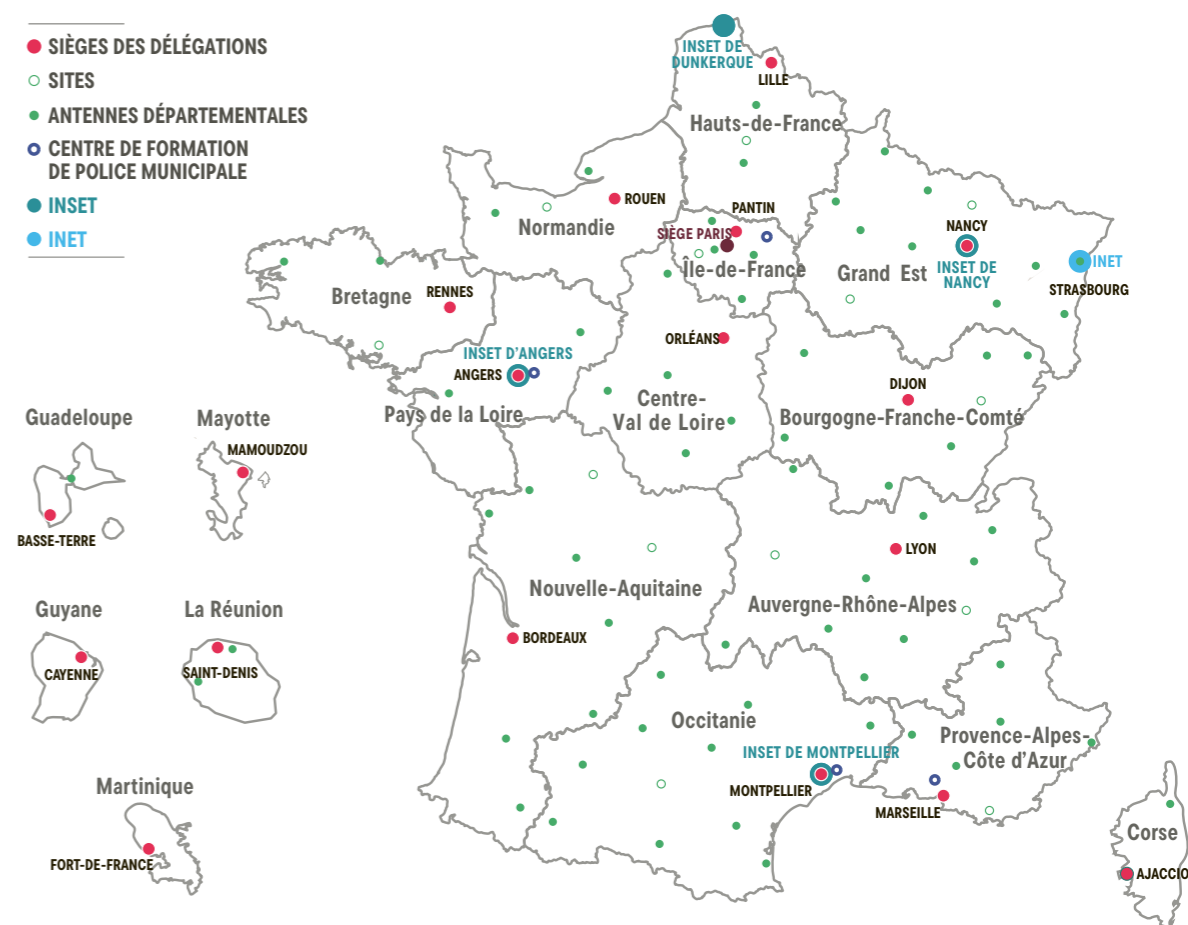 SIÈGES DES DÉLÉGATIONS
SITES
ANTENNES DÉPARTEMENTALES
CENTRE DE FORMATION
DE POLICE MUNICIPALE
INSET
INET
INSET DE
DUNKERQUE
LILLE
Hauts-de-France
ROUEN
Normandie
PANTIN
SIÈGE PARIS
Île-de-France
NANCY
Grand Est
INSET DE
NANCY
INET
STRASBOURG
Bretagne
RENNES
ORLÉANS
INSET D'ANGERS
ANGERS
Pays de la Loire
Centre-
Val de Loire
DIJON
Bourgogne-Franche-Comté
Guadeloupe
BASSE-TERRE
Mayotte
MAMOUDZOU
LYON
Nouvelle-Aquitaine
Auvergne-Rhône-Alpes
BORDEAUX
Guyane
CAYENNE
La Réunion
SAINT-DENIS
Occitanie
INSET DE MONTPELLIER
MONTPELLIER
Provence-Alpes-
Côte d'Azur
MARSEILLE
Martinique
FORT-DE-FRANCE
Corse
AJACCIO